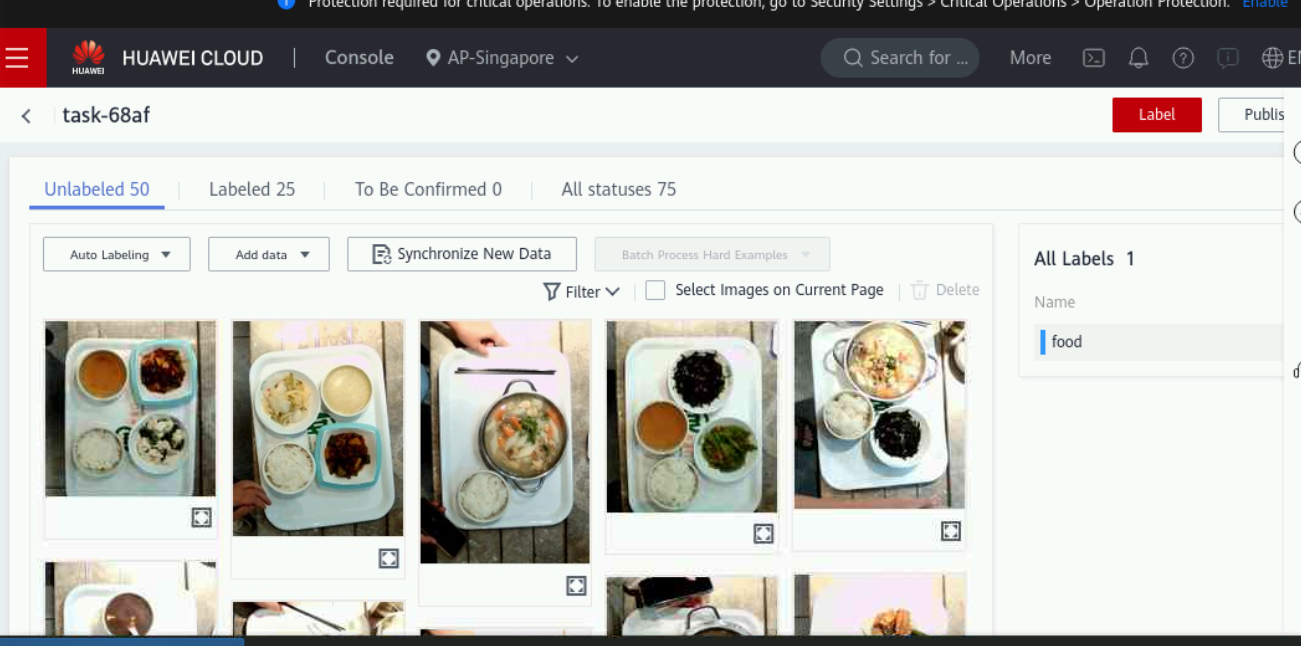 Protection required for critical operations. To enable the protection, go to Security Settings > Critical Operations > Operation Protection. Enable
HUAWEI
HUAWEI CLOUD | Console AP-Singapore Search for ... More
task-68af Label
Unlabeled 50 Labeled 25 To Be Confirmed 0 All statuses 75
Auto Labeling Add data Synchronize New Data Batch Process Hard Examples
Filter Select Images on Current Page Delete
All Labels 1
Name
food